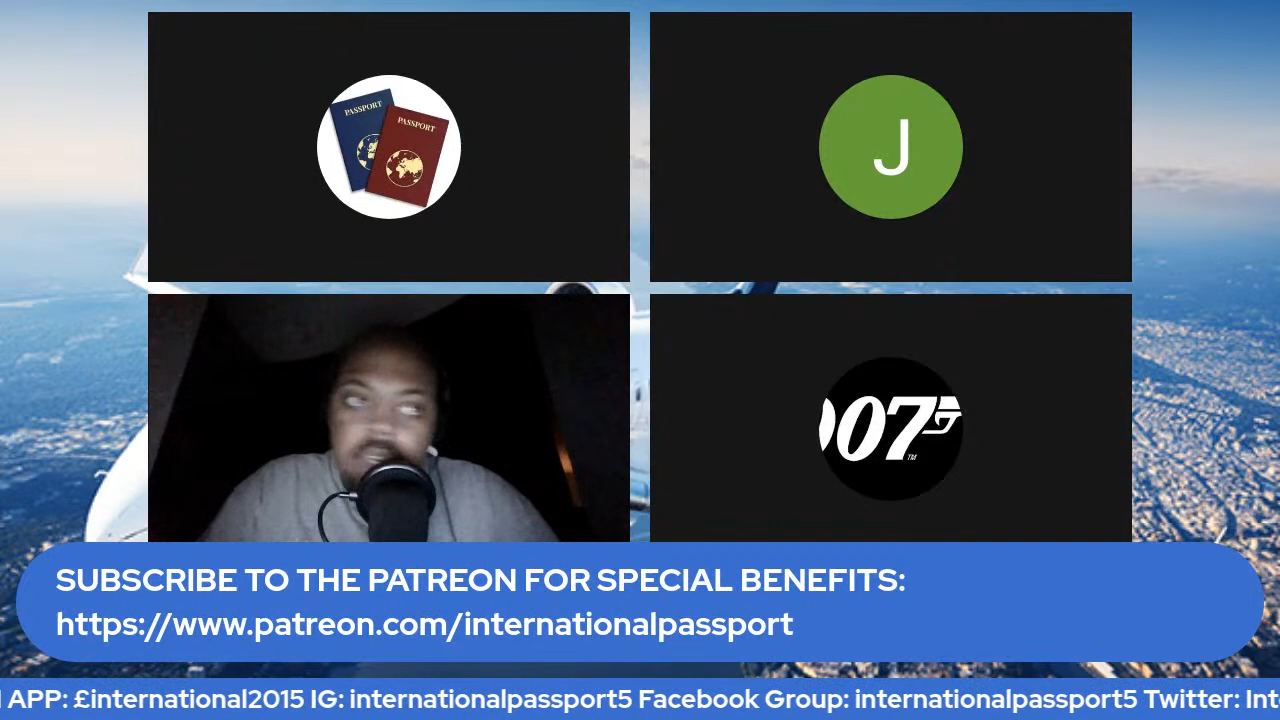 PASSPORT
PASSPORT
J
007
TM
SUBSCRIBE TO THE PATREON FOR SPECIAL BENEFITS:
https://www.patreon.com/internationalpassport
APP: £international2015 IG: internationalpassport5 Facebook Group: internationalpassport5 Twitter: Int